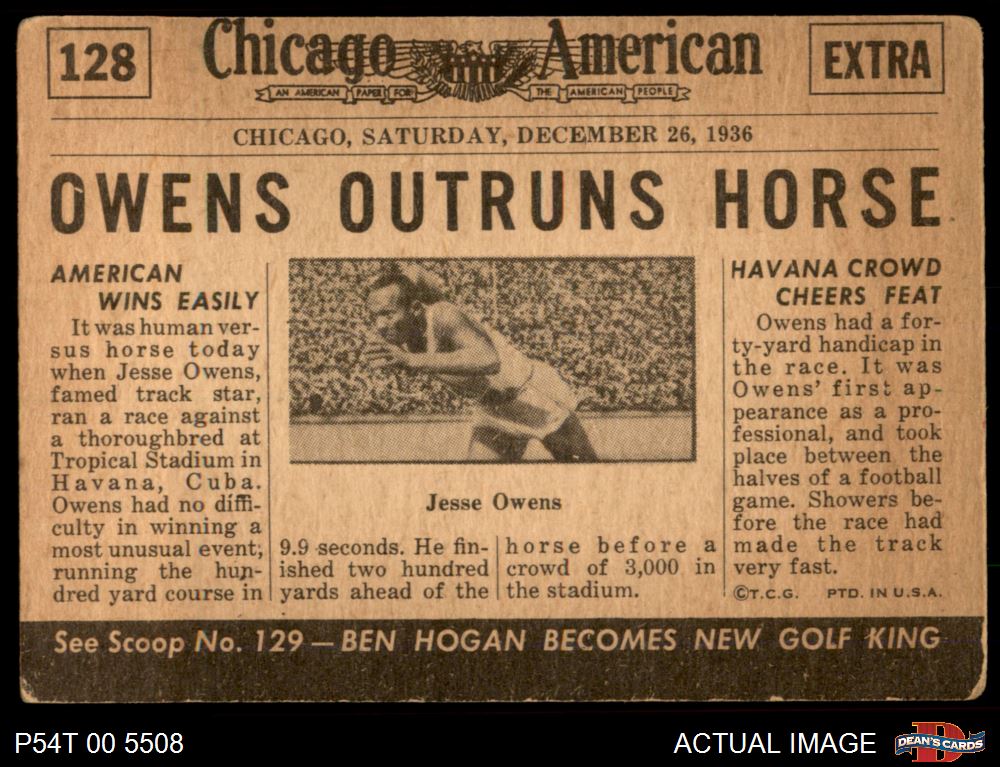 128
Chicago American
EXTRA
AN AMERICAN PAPER FOR THE AMERICAN PEOPLE
CHICAGO, SATURDAY, DECEMBER 26, 1936
OWENS OUTRUNS HORSE
AMERICAN
WINS EASILY
It was human ver-
sus horse today
when Jesse Owens,
famed track star,
ran a race against
a thoroughbred at
Tropical Stadium in
Havana, Cuba.
Owens had no diffi-
culty in winning a
most unusual event;
running the hun-
dred yard course in
Jesse Owens
9.9 seconds. He fin-
ished two hundred
yards ahead of the
horse before a
crowd of 3,000 in
the stadium.
HAVANA CROWD
CHEERS FEAT
Owens had a for-
ty-yard handicap in
the race. It was
Owens' first ap-
pearance as a pro-
fessional, and took
place between the
halves of a football
game. Showers be-
fore the race had
made the track
very fast.
©T.C.G. PTD. IN U.S.A.
See Scoop No. 129 — BEN HOGAN BECOMES NEW GOLF KING
P54T 00 5508
ACTUAL IMAGE
D
DEAN'S CARDS